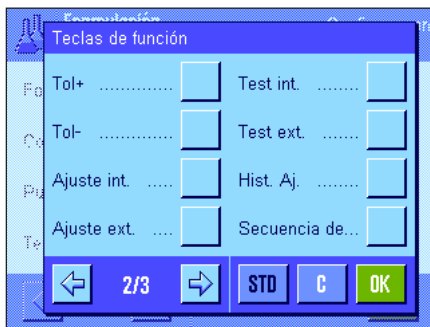 Formulación
Teclas de función
Tol+ .............. Test int. ........
Tol- .............. Test ext. ........
Ajuste int. ..... Hist. Aj. ........
Ajuste ext. .... Secuencia de...
2/3 STD C OK